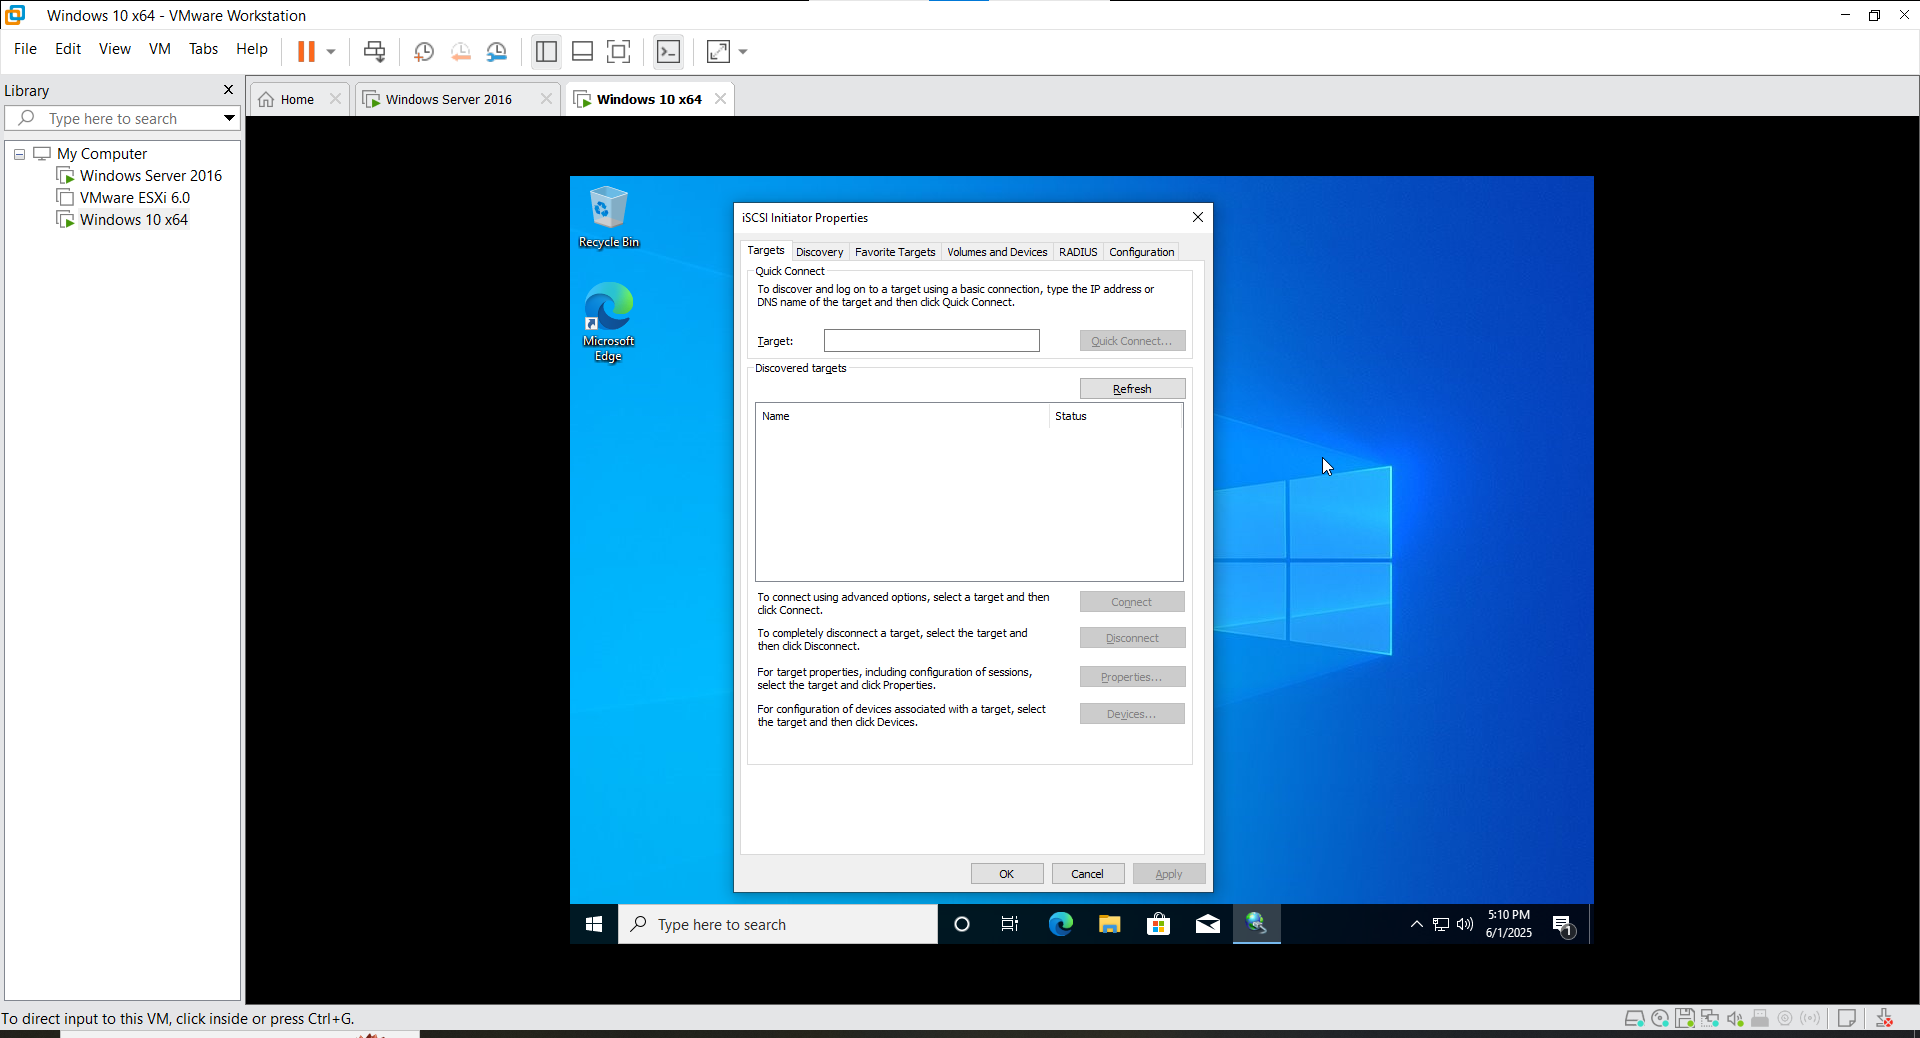 Windows 10 x64 - VMware Workstation
File Edit View VM Tabs Help
Library
Type here to search
My Computer
Windows Server 2016
VMware ESXi 6.0
Windows 10 x64
Home
Windows Server 2016
Windows 10 x64
Recycle Bin
Microsoft
Edge
iSCSI Initiator Properties
Targets Discovery Favorite Targets Volumes and Devices RADIUS Configuration
Quick Connect
To discover and log on to a target using a basic connection, type the IP address or
DNS name of the target and then click Quick Connect.
Target:
Quick Connect...
Discovered targets
Refresh
Name Status
To connect using advanced options, select a target and then
click Connect.
Connect
To completely disconnect a target, select the target and
then click Disconnect.
Disconnect
For target properties, including configuration of sessions,
select the target and click Properties.
Properties...
For configuration of devices associated with a target, select
the target and then click Devices.
Devices...
OK Cancel Apply
Type here to search
5:10 PM
6/1/2025
1
To direct input to this VM, click inside or press Ctrl+G.